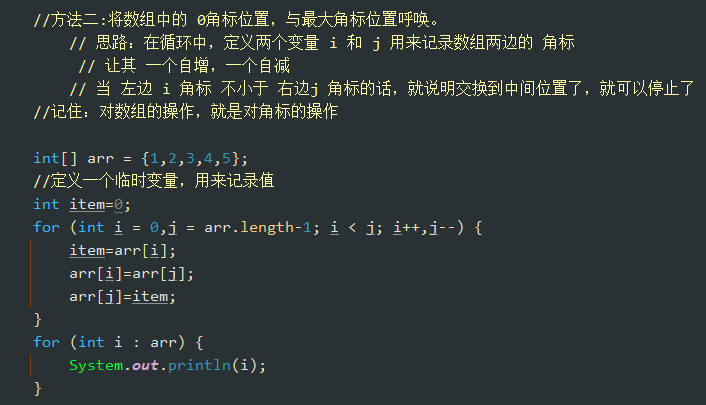 //方法二:将数组中的 0角标位置，与最大角标位置呼唤。
// 思路：在循环中，定义两个变量 i 和 j 用来记录数组两边的 角标
// 让其 一个自增，一个自减
// 当 左边 i 角标 不小于 右边j 角标的话，就说明交换到中间位置了，就可以停止了
//记住：对数组的操作，就是对角标的操作
int[] arr = {1,2,3,4,5};
//定义一个临时变量，用来记录值
int item=0;
for (int i = 0,j = arr.length-1; i < j; i++,j--) {
item=arr[i];
arr[i]=arr[j];
arr[j]=item;
}
for (int i : arr) {
System.out.println(i);
}